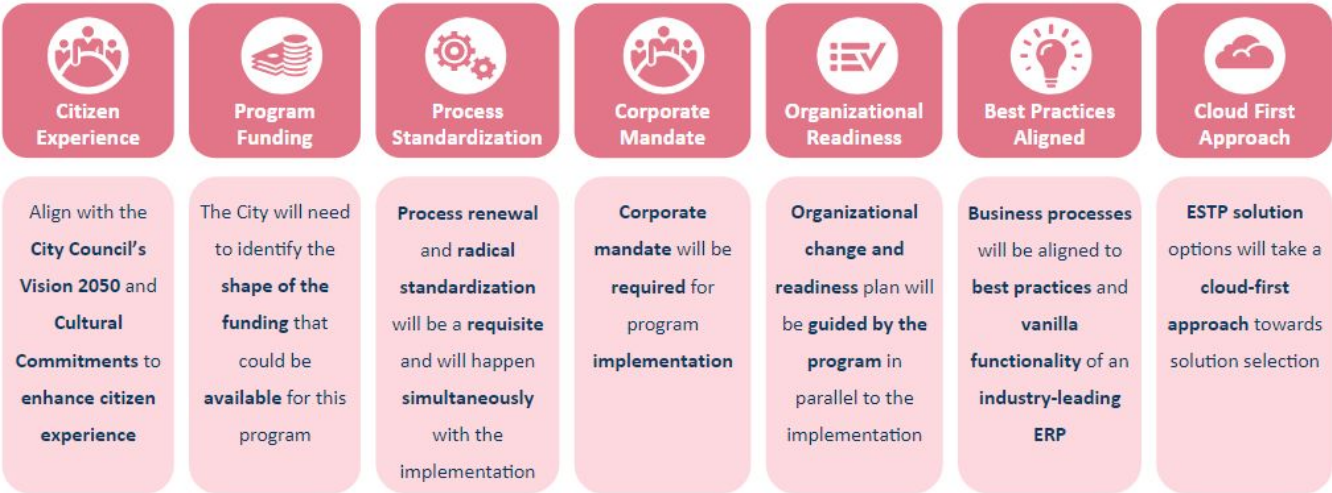 Citizen
Experience
Align with the
City Council's
Vision 2050 and
Cultural
Commitments to
enhance citizen
experience
Program
Funding
The City will need
to identify the
shape of the
funding that
could be
available for this
program
Process
Standardization
Process renewal
and radical
standardization
will be a requisite
and will happen
simultaneously
with the
implementation
Corporate
Mandate
Corporate
mandate will be
required for
program
implementation
Organizational
Readiness
Organizational
change and
readiness plan will
be guided by the
program in
parallel to the
implementation
Best Practices
Aligned
Business processes
will be aligned to
best practices and
vanilla
functionality of an
industry-leading
ERP
Cloud First
Approach
ESTP solution
options will take a
cloud-first
approach towards
solution selection